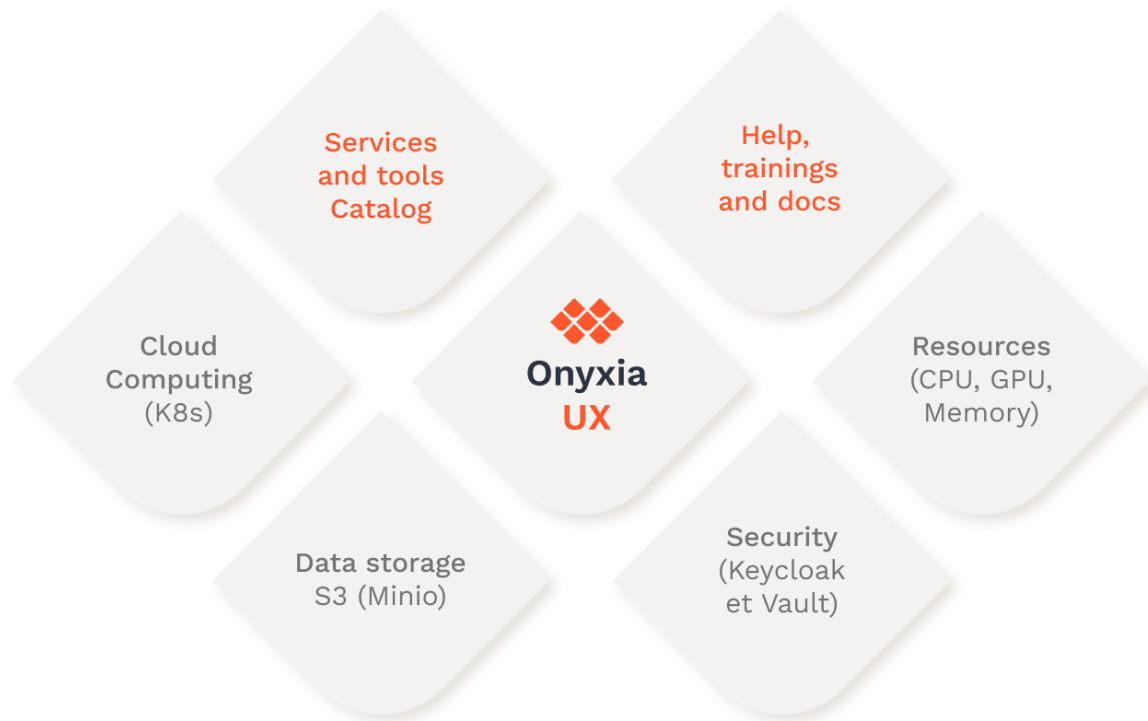 Services
and tools
Catalog
Help,
trainings
and docs
Cloud
Computing
(K8s)
Onyxia
UX
Resources
(CPU, GPU,
Memory)
Data storage
S3 (Minio)
Security
(Keycloak
et Vault)